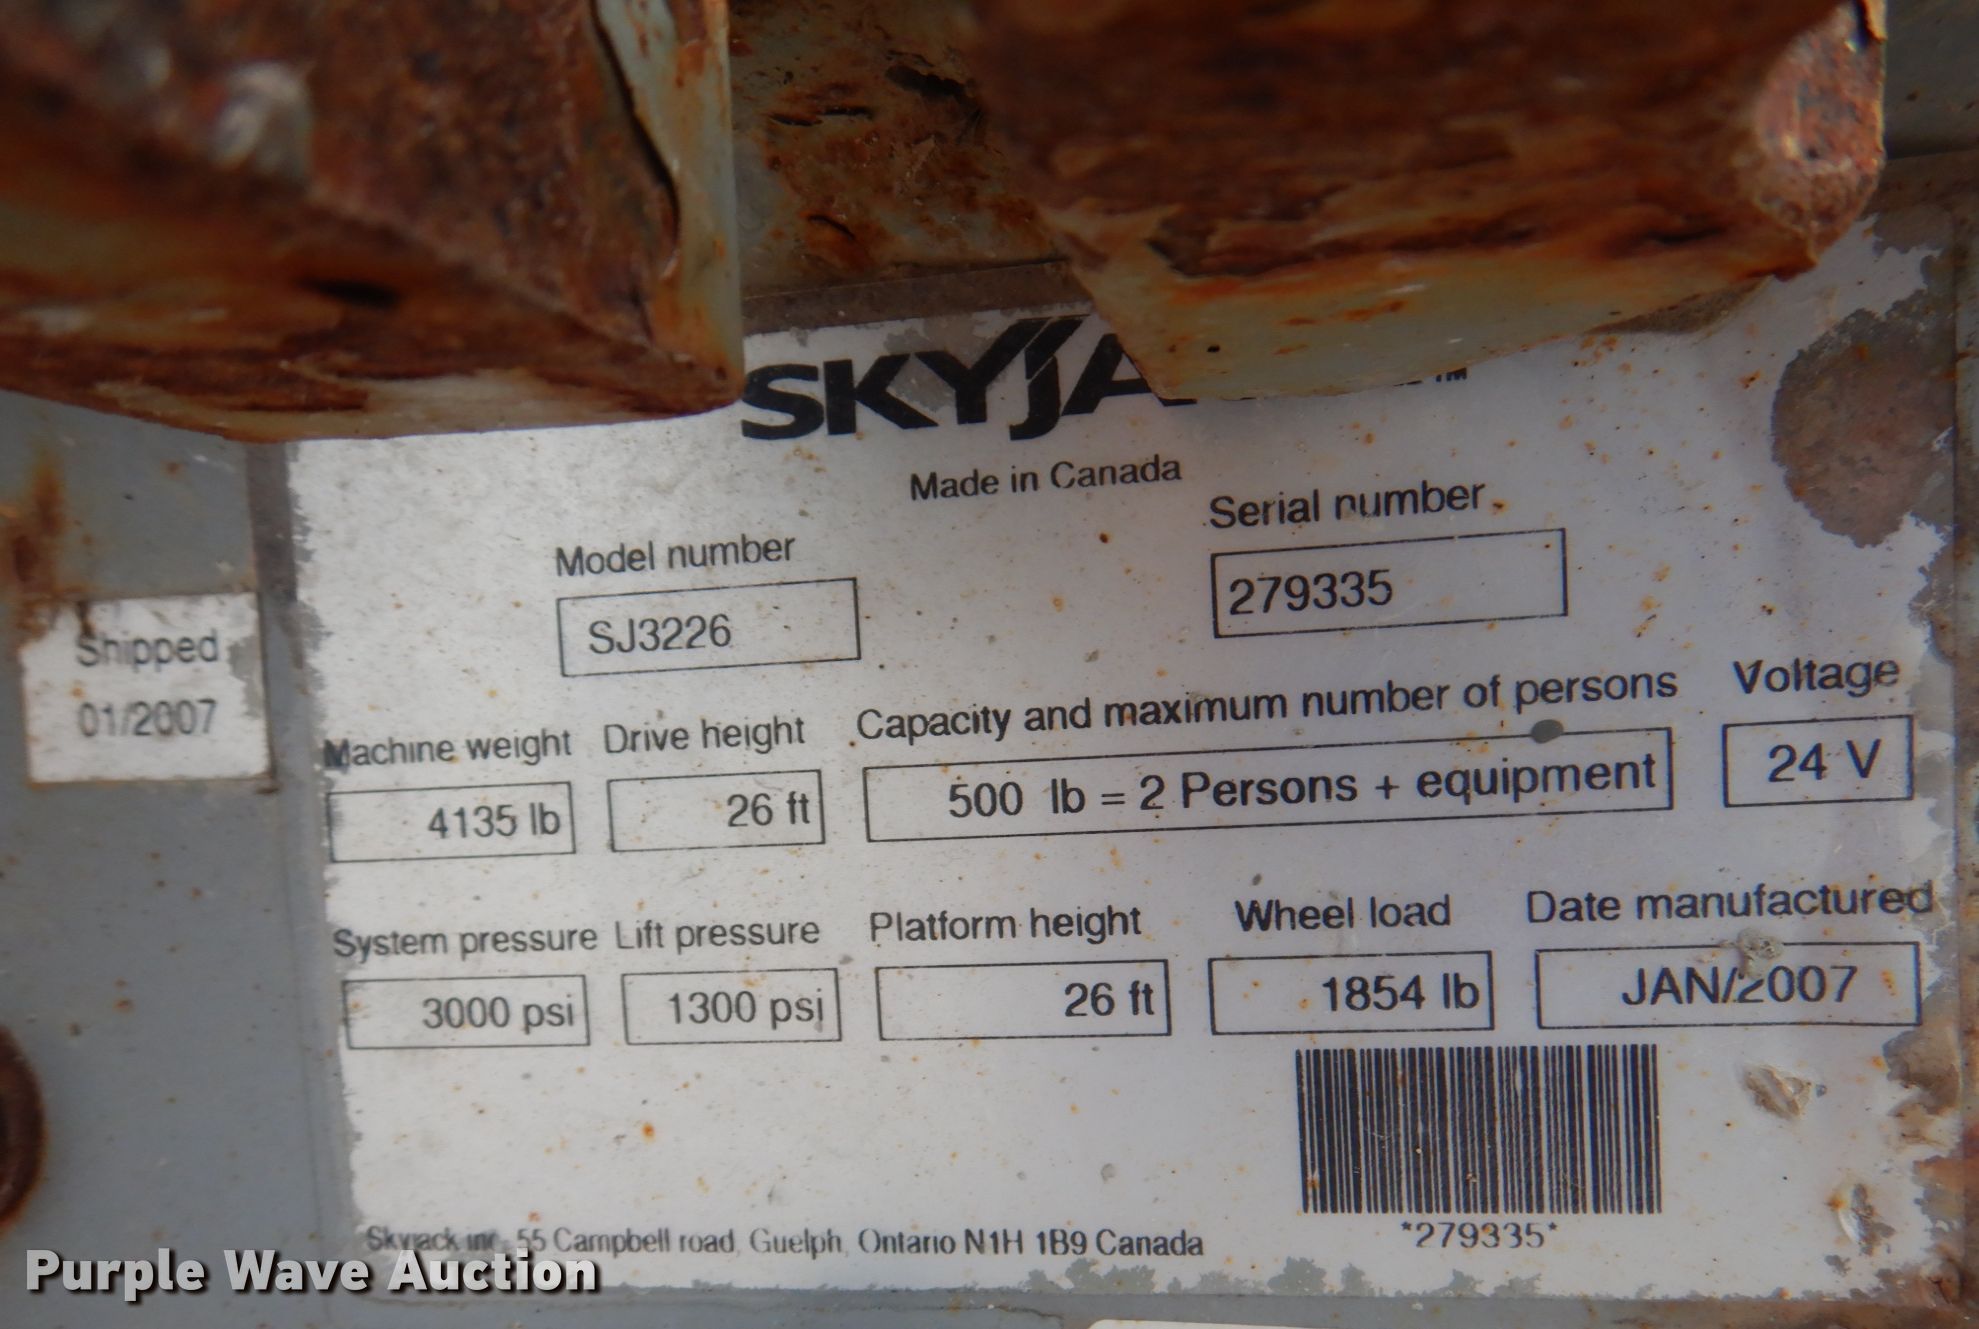 SKYJA
TM
Made in Canada
Model number
Serial number
SJ3226
279335
Shipped
01/2007
Machine weight
Drive height
Capacity and maximum number of persons
Voltage
4135 lb
26 ft
500 lb = 2 Persons + equipment
24 V
System pressure
Lift pressure
Platform height
Wheel load
Date manufactured
3000 psi
1300 psi
26 ft
1854 lb
JAN/2007
*279335*
Skyjack inc. 55 Campbell road, Guelph, Ontario N1H 1B9 Canada
Purple Wave Auction